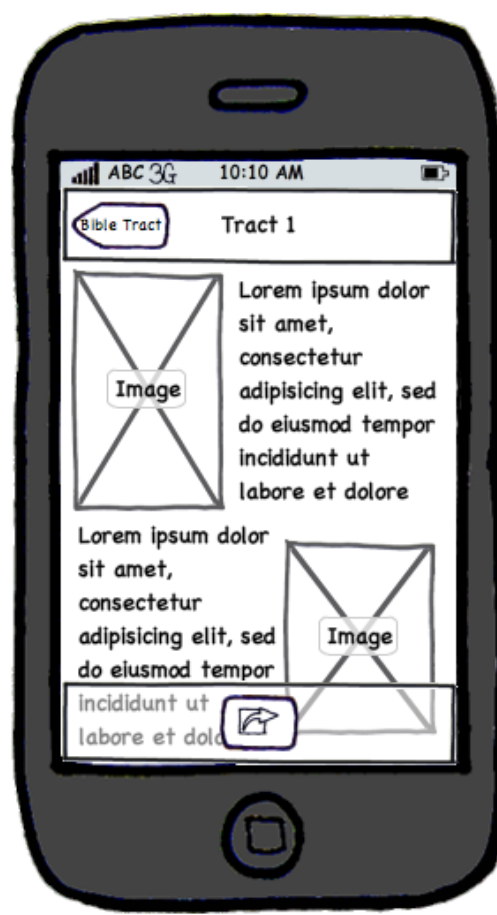 ABC 3G 10:10 AM
Bible Tract Tract 1
Image
Lorem ipsum dolor
sit amet,
consectetur
adipisicing elit, sed
do eiusmod tempor
incididunt ut
labore et dolore
Lorem ipsum dolor
sit amet,
consectetur
adipisicing elit, sed
do eiusmod tempor
incididunt ut
labore et
Image